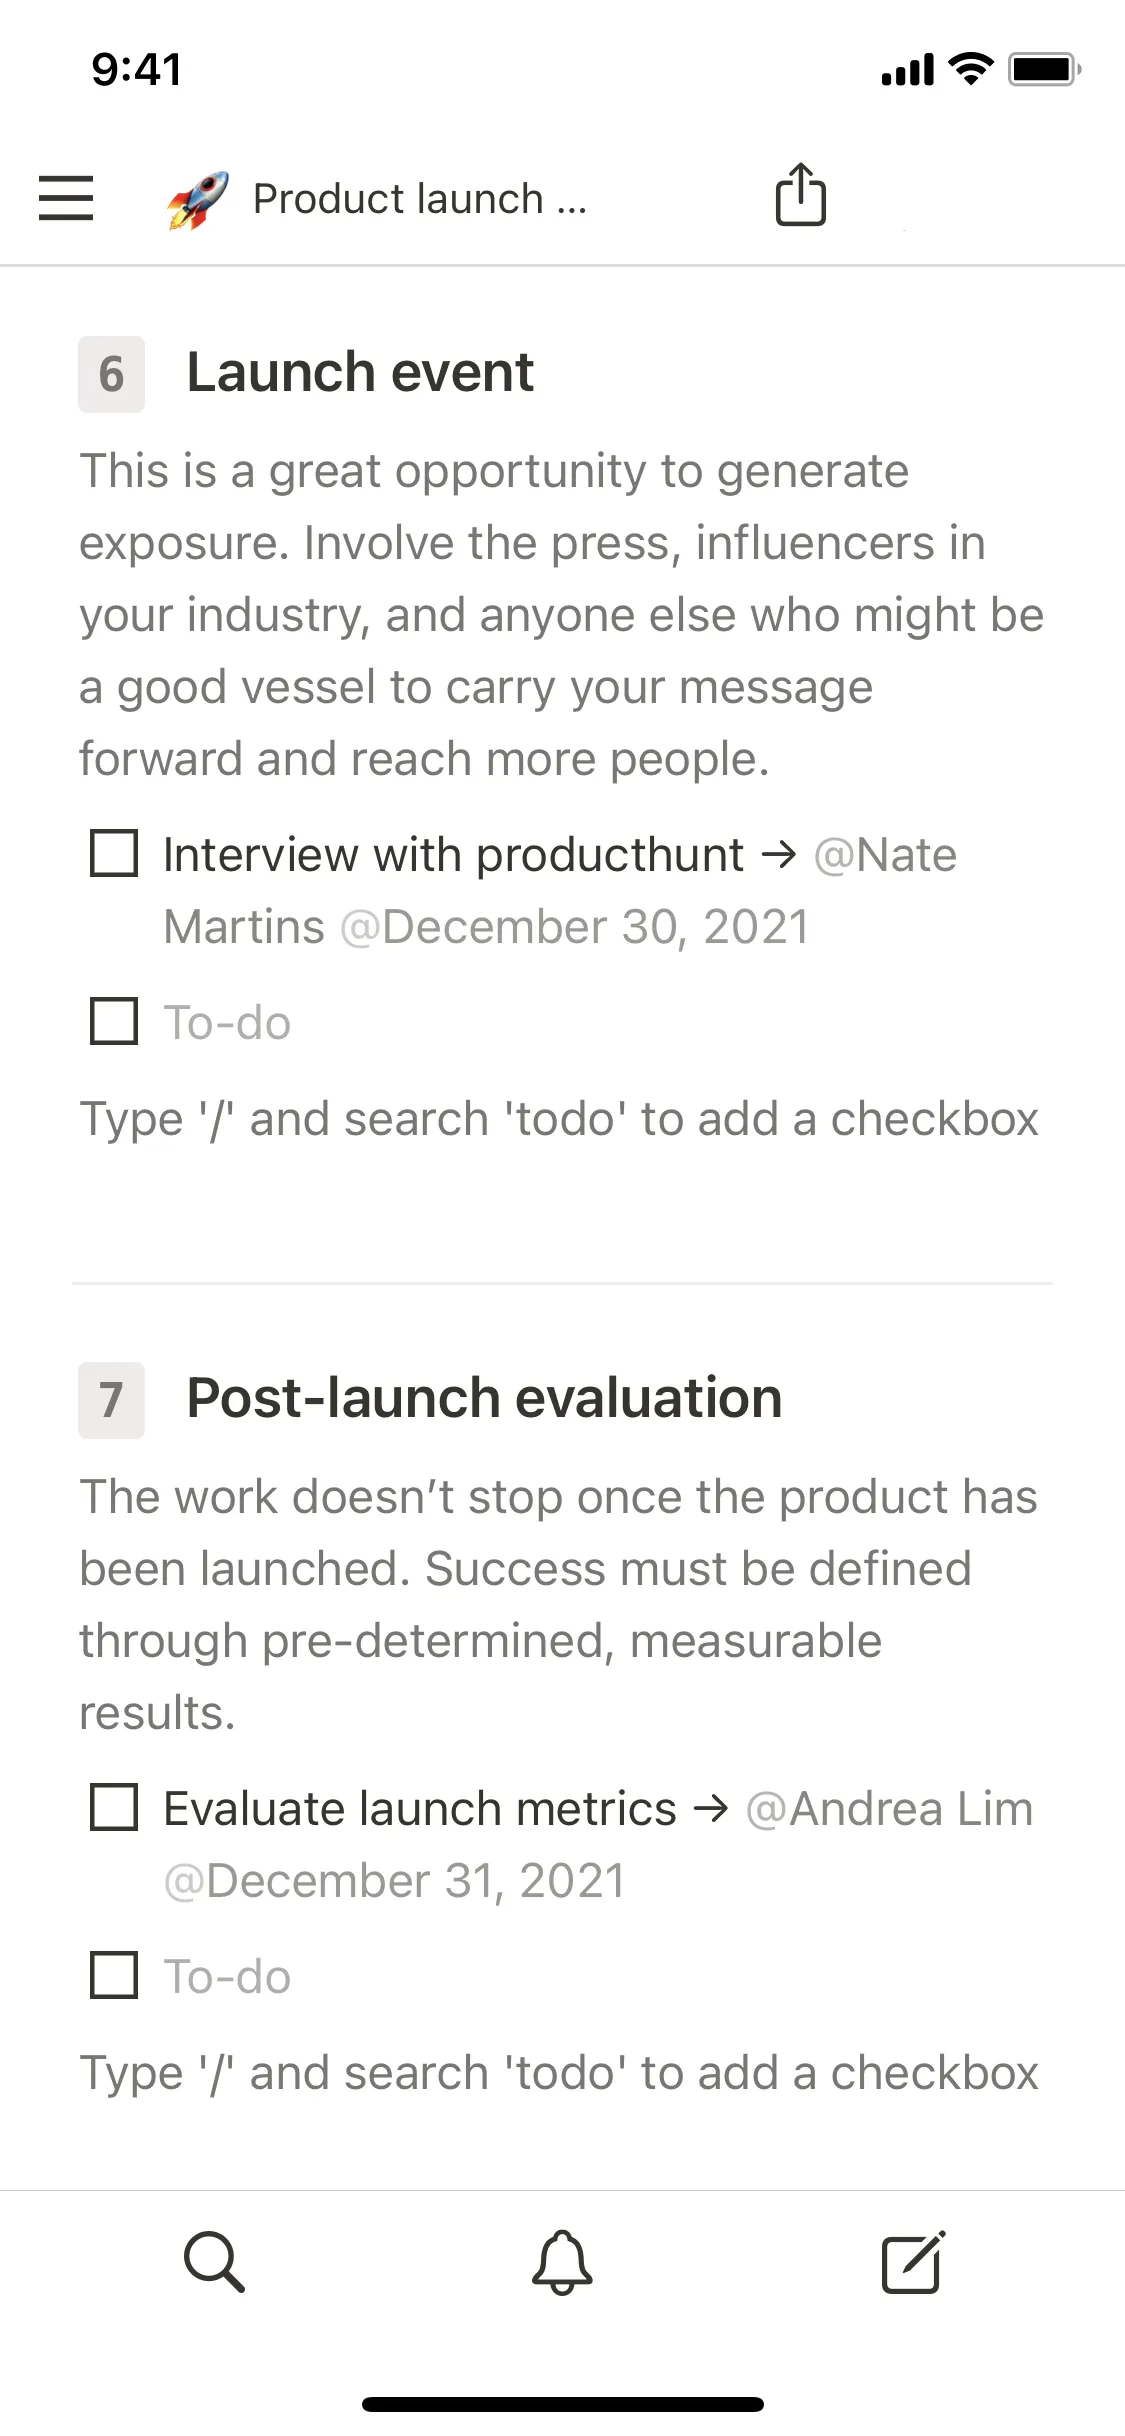 9:41
Product launch ...
6 Launch event
This is a great opportunity to generate
exposure. Involve the press, influencers in
your industry, and anyone else who might be
a good vessel to carry your message
forward and reach more people.
Interview with producthunt → @Nate
Martins @December 30, 2021
To-do
Type '/' and search 'todo' to add a checkbox
7 Post-launch evaluation
The work doesn’t stop once the product has
been launched. Success must be defined
through pre-determined, measurable
results.
Evaluate launch metrics → @Andrea Lim
@December 31, 2021
To-do
Type '/' and search 'todo' to add a checkbox